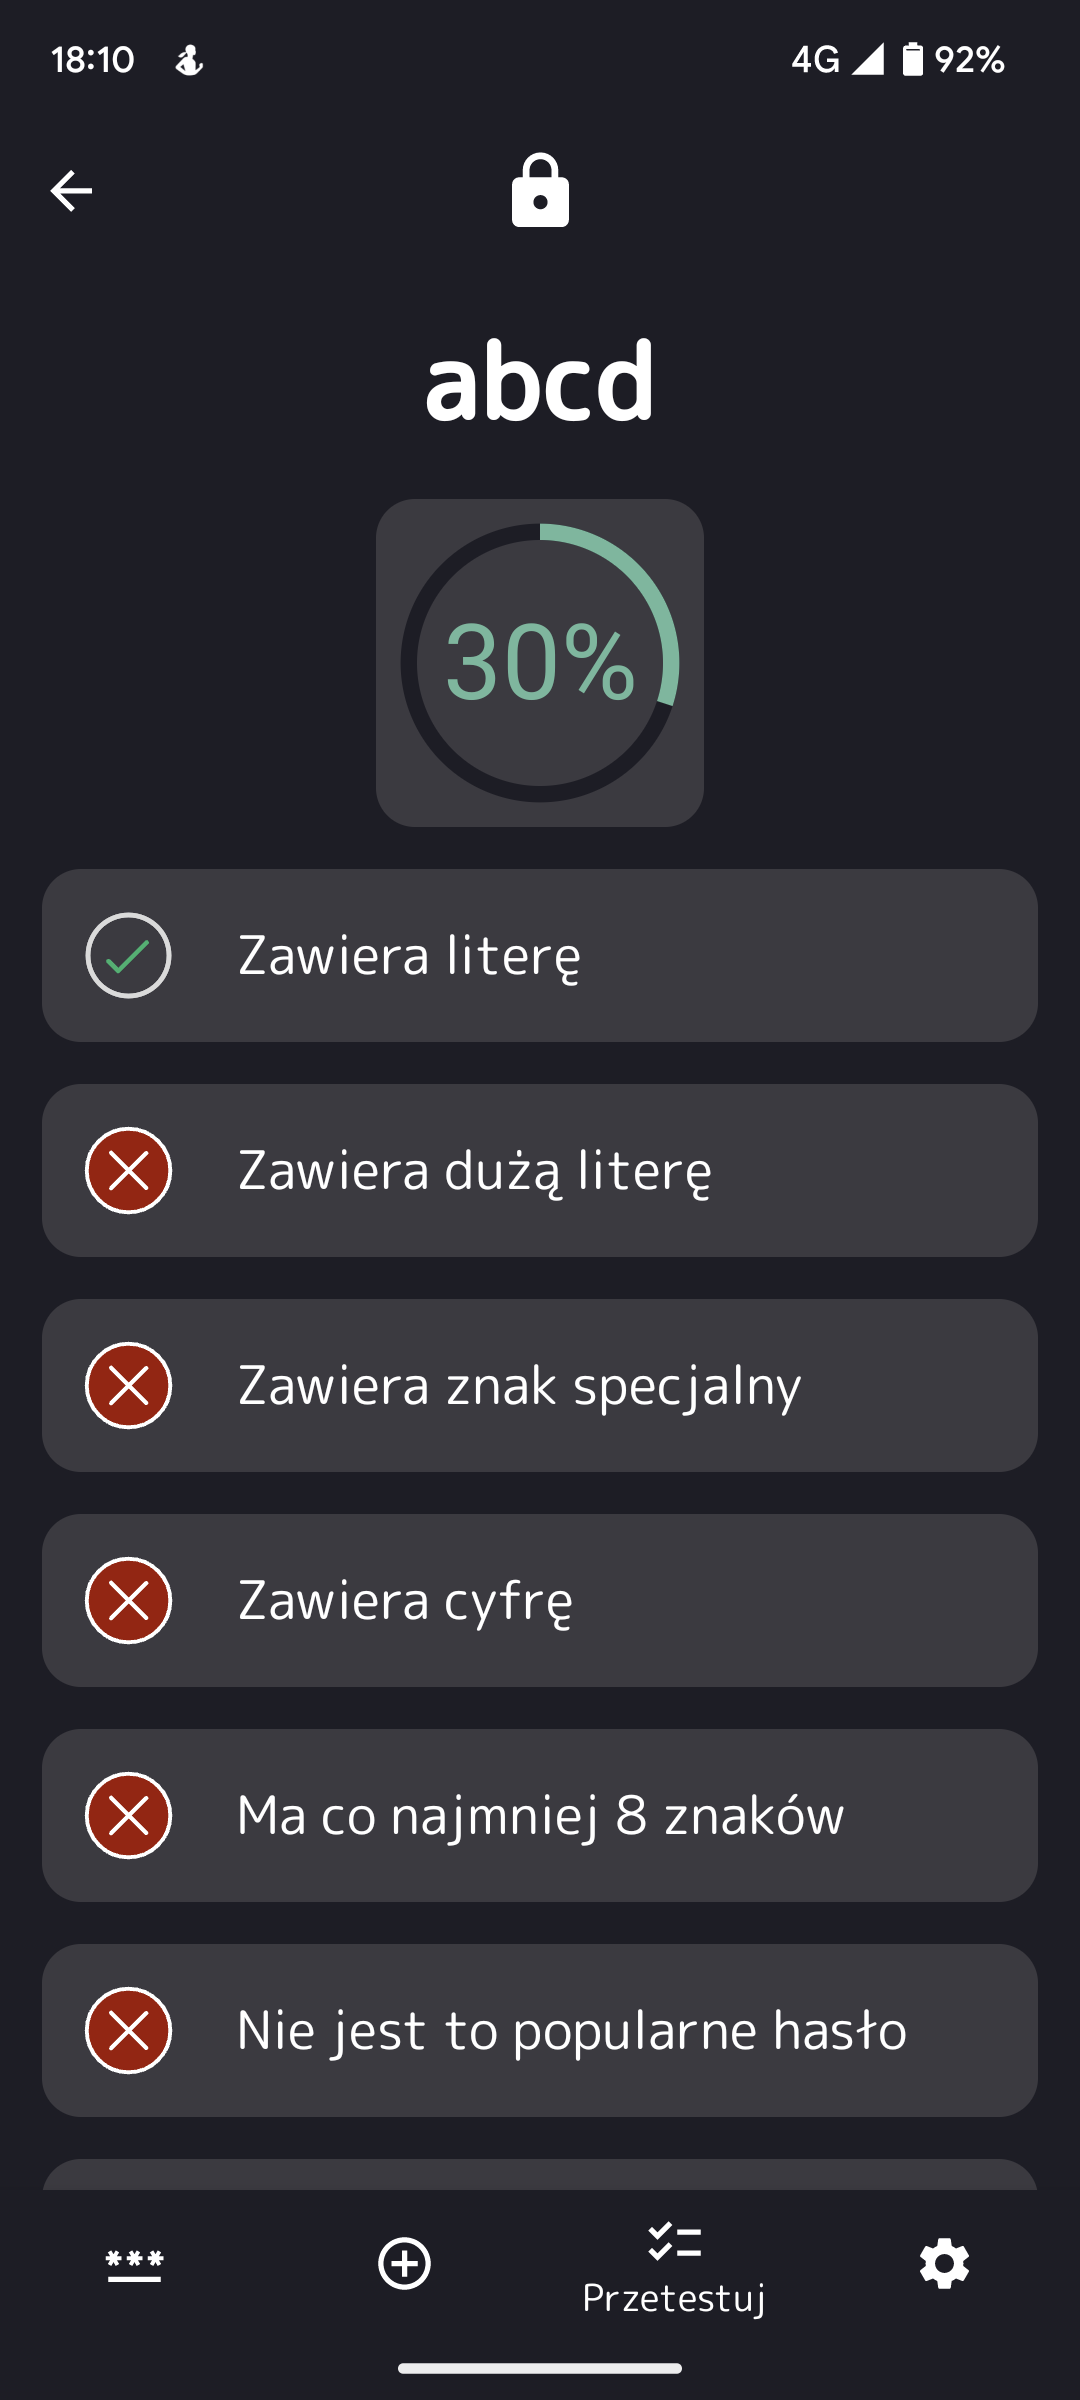 18:10
4G 92%
abcd
30%
Zawiera literę
Zawiera dużą literę
Zawiera znak specjalny
Zawiera cyfrę
Ma co najmniej 8 znaków
Nie jest to popularne hasło
***
Przetestuj